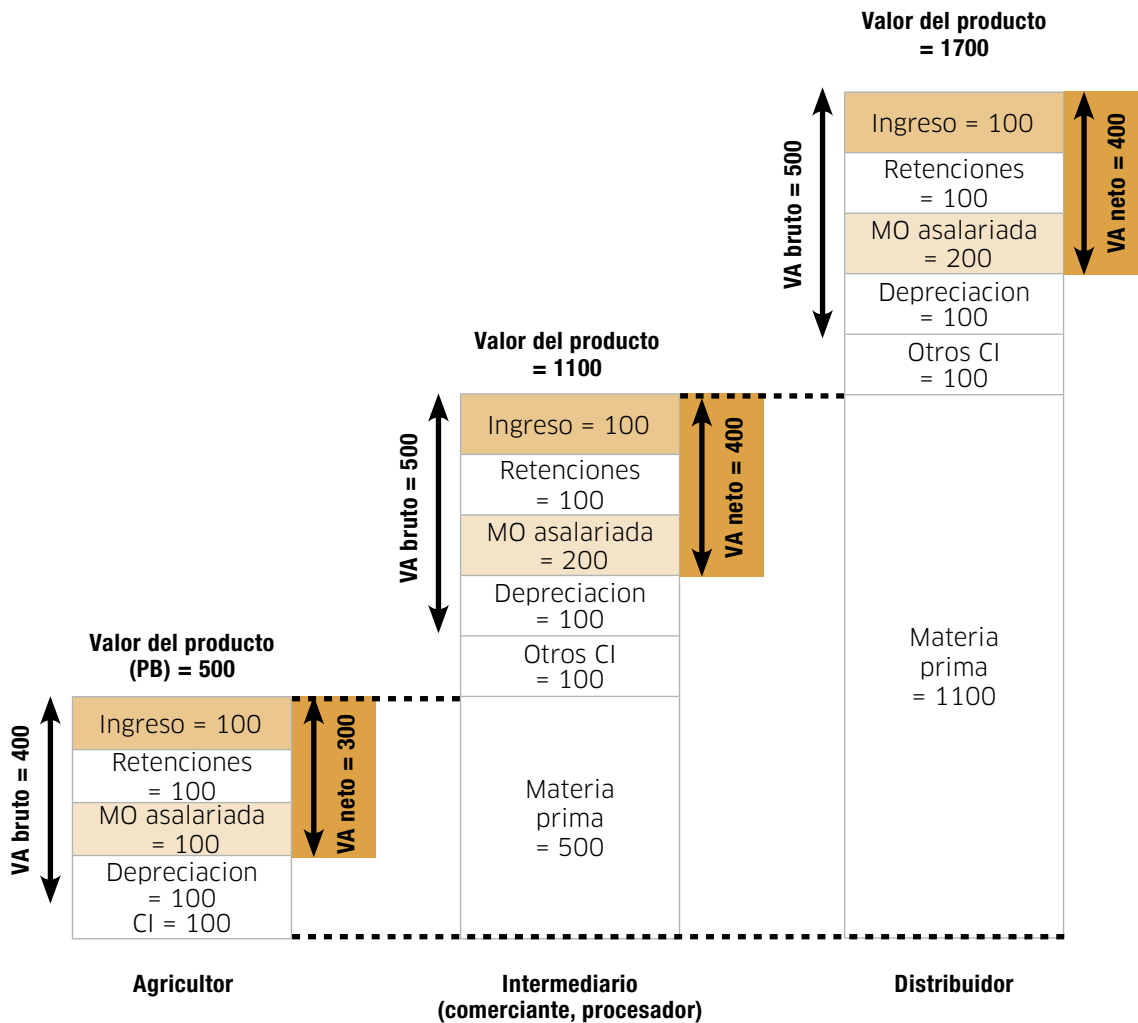 Valor del producto
= 1700
VA bruto = 500
Ingreso = 100
Retenciones
= 100
MO asalariada
= 200
Depreciacion
= 100
Otros CI
= 100
Materia
prima
= 1100
VA neto = 400
Valor del producto
= 1100
VA bruto = 500
Ingreso = 100
Retenciones
= 100
MO asalariada
= 200
Depreciacion
= 100
Otros CI
= 100
Materia
prima
= 500
VA neto = 400
Valor del producto
(PB) = 500
VA bruto = 400
Ingreso = 100
Retenciones
= 100
MO asalariada
= 100
Depreciacion
= 100
CI = 100
VA neto = 300
Agricultor
Intermediario
(comerciante, procesador)
Distribuidor